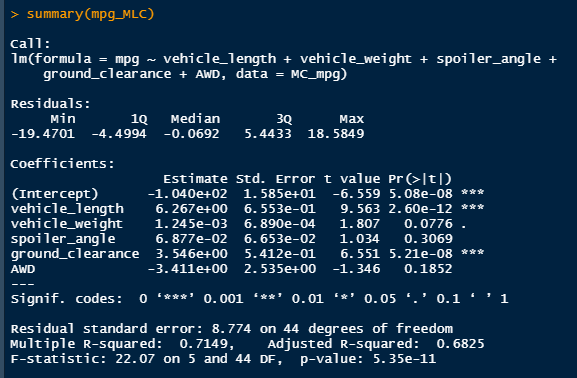 > summary(mpg_MLC)
Call:
lm(formula = mpg ~ vehicle_length + vehicle_weight + spoiler_angle +
    ground_clearance + AWD, data = MC_mpg)
Residuals:
     Min       1Q   Median       3Q      Max
-19.4701  -4.4994  -0.0692   5.4433  18.5849
Coefficients:
                   Estimate Std. Error t value Pr(>|t|)
(Intercept)      -1.040e+02  1.585e+01  -6.559 5.08e-08 ***
vehicle_length    6.267e+00  6.553e-01   9.563 2.60e-12 ***
vehicle_weight    1.245e-03  6.890e-04   1.807   0.0776 .
spoiler_angle     6.877e-02  6.653e-02   1.034   0.3069
ground_clearance  3.546e+00  5.412e-01   6.551 5.21e-08 ***
AWD              -3.411e+00  2.535e+00  -1.346   0.1852
---
Signif. codes:  0 ‘***’ 0.001 ‘**’ 0.01 ‘*’ 0.05 ‘.’ 0.1 ‘ ’ 1
Residual standard error: 8.774 on 44 degrees of freedom
Multiple R-squared:  0.7149,    Adjusted R-squared:  0.6825
F-statistic: 22.07 on 5 and 44 DF,  p-value: 5.35e-11